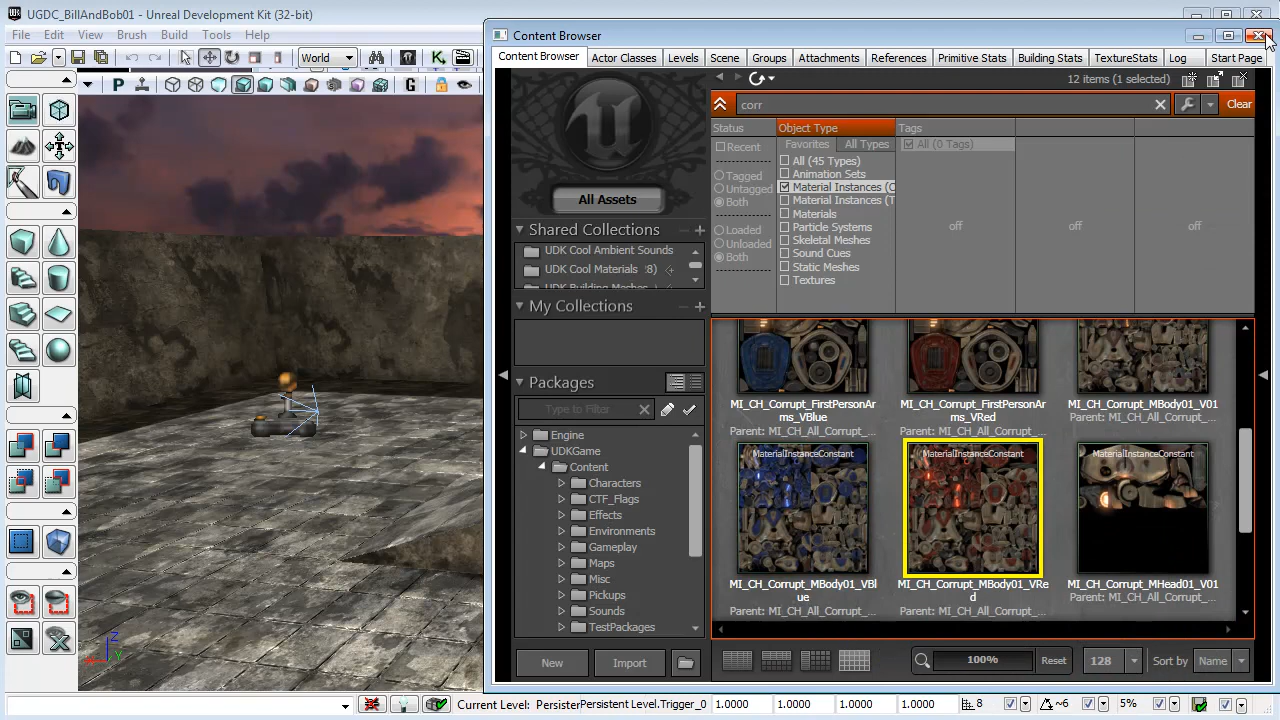 UGDC_BillAndBob01 - Unreal Development Kit (32-bit)
File Edit View Brush Build Tools Help
World
P
G
Content Browser
Content Browser Actor Classes Levels Scene Groups Attachments References Primitive Stats Building Stats Textures Log Start Page
12 items (1 selected)
corr
Clear
Status Object Type Tags
Recent Favorites All Types All (0 Tags)
All (45 Types)
Tagged Animation Sets
Untagged Material Instances (C
Both Material Instances (T
Materials
Loaded Particle Systems
Unloaded Skeletal Meshes
Both Sound Cues
Static Meshes
Textures
off off off
All Assets
Shared Collections
UDK Cool Ambient Sounds
UDK Cool Materials :8)
UDK Building Meshes
My Collections
Packages
Type to Filter
Engine
UDKGame
Content
Characters
CTF_Flags
Effects
Environments
Gameplay
Maps
Misc
Pickups
Sounds
TestPackages
New Import
MI_CH_Corrupt_FirstPersonAr
ms_VBlue
Parent: MI_CH_All_Corrupt_...
MI_CH_Corrupt_FirstPersonAr
ms_VRed
Parent: MI_CH_All_Corrupt_...
MI_CH_Corrupt_MBody01_V01
Parent: MI_CH_All_Corrupt_...
MaterialInstanceConstant
MI_CH_Corrupt_MBody01_VBl
ue
Parent: MI_CH_All_Corrupt_...
MaterialInstanceConstant
MI_CH_Corrupt_MBody01_VRe
d
Parent: MI_CH_All_Corrupt_...
MaterialInstanceConstant
MI_CH_Corrupt_MHead01_V01
Parent: MI_CH_All_Corrupt_...
100% Reset 128 Sort by Name
Z
X
Y
Current Level: Persister Persistent Level.Trigger_0 1.0000 1.0000 1.0000 1.0000 8 4° 5%